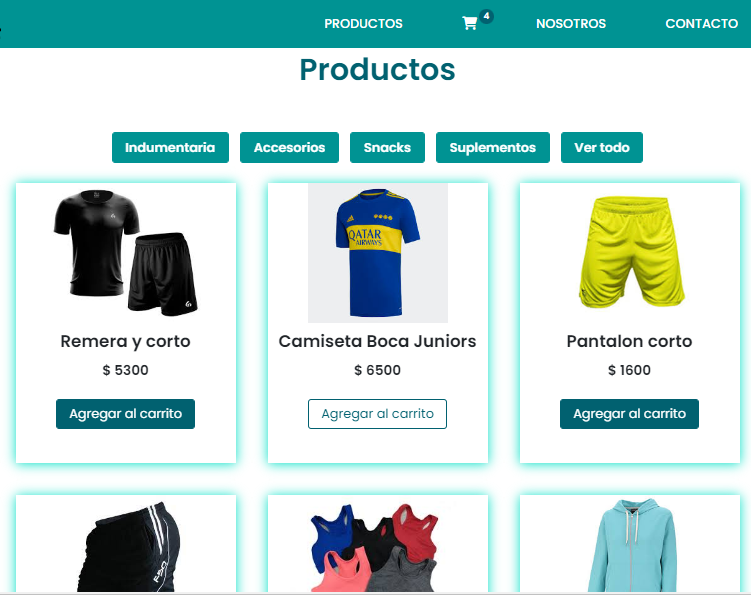 PRODUCTOS
4
NOSOTROS
CONTACTO
Productos
Indumentaria
Accesorios
Snacks
Suplementos
Ver todo
QATAR
AIRWAYS
Remera y corto
Camiseta Boca Juniors
Pantalon corto
$ 5300
$ 6500
$ 1600
Agregar al carrito
Agregar al carrito
Agregar al carrito